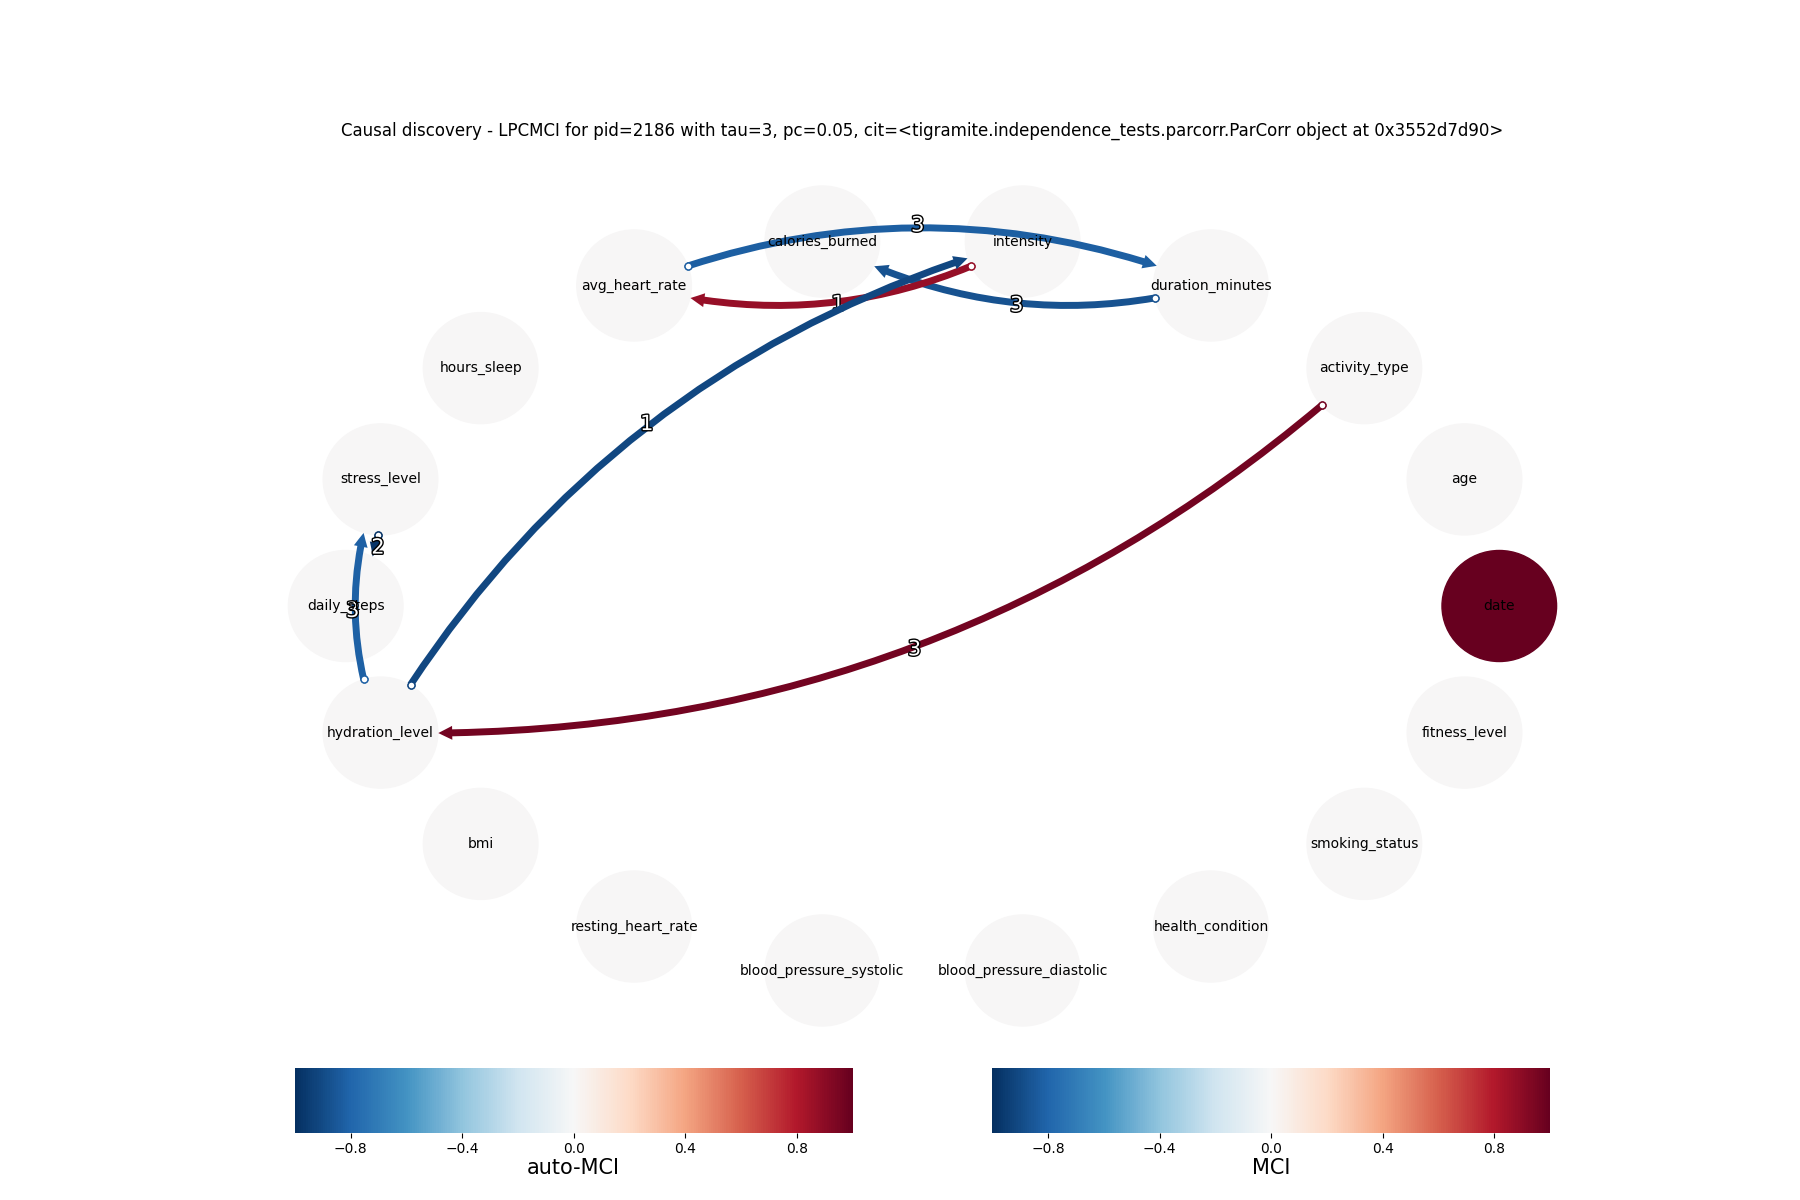 Causal discovery - LPCMCI for pid=2186 with tau=3, pc=0.05, cit=<tigramite.independence_tests.parcorr.ParCorr object at 0x3552d7d90>
3
calories_burned intensity
avg_heart_rate duration_minutes
1 3
hours_sleep activity_type
1
stress_level age
2
daily_steps date
3
3
hydration_level fitness_level
bmi smoking_status
resting_heart_rate health_condition
blood_pressure_systolic blood_pressure_diastolic
−0.8 −0.4 0.0 0.4 0.8 −0.8 −0.4 0.0 0.4 0.8
auto-MCI MCI